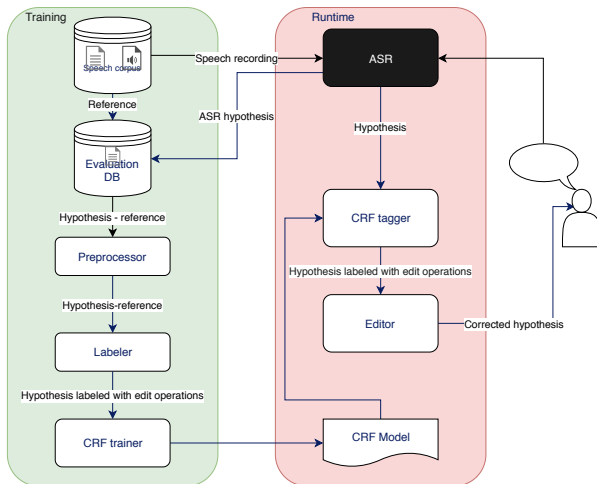 Training
Runtime
Speech corpus
Speech recording
ASR
Reference
ASR hypothesis
Hypothesis
Evaluation
DB
Hypothesis - reference
CRF tagger
Preprocessor
Hypothesis labeled with edit operations
Hypothesis-reference
Editor
Corrected hypothesis
Labeler
Hypothesis labeled with edit operations
CRF trainer
CRF Model